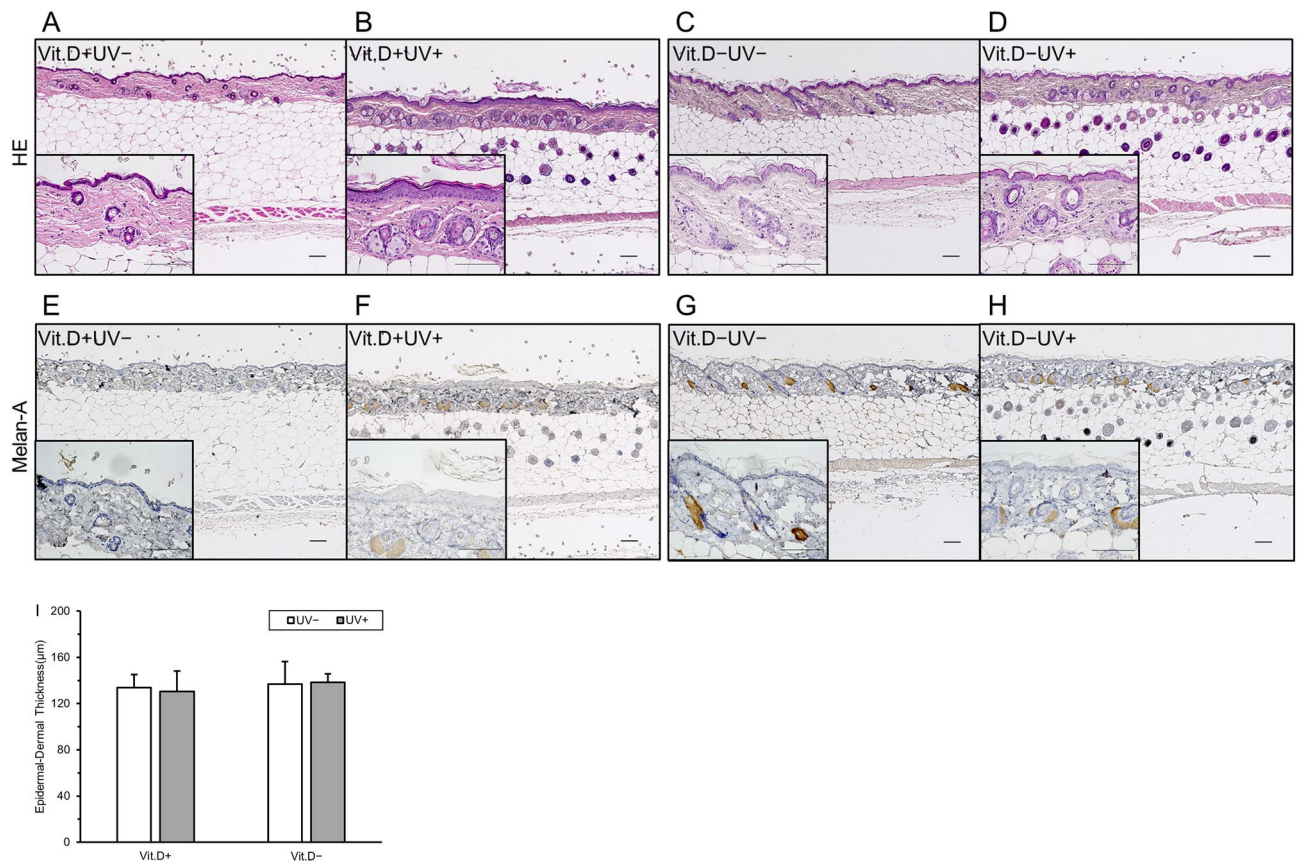 A
B
C
D
Vit.D+UV−
Vit.D+UV+
Vit.D−UV−
Vit.D−UV+
HE
E
F
G
H
Vit.D+UV−
Vit.D+UV+
Vit.D−UV−
Vit.D−UV+
Melan-A
I
Epidermal-Dermal Thickness(μm)
200
160
120
80
40
0
UV−
UV+
Vit.D+
Vit.D−